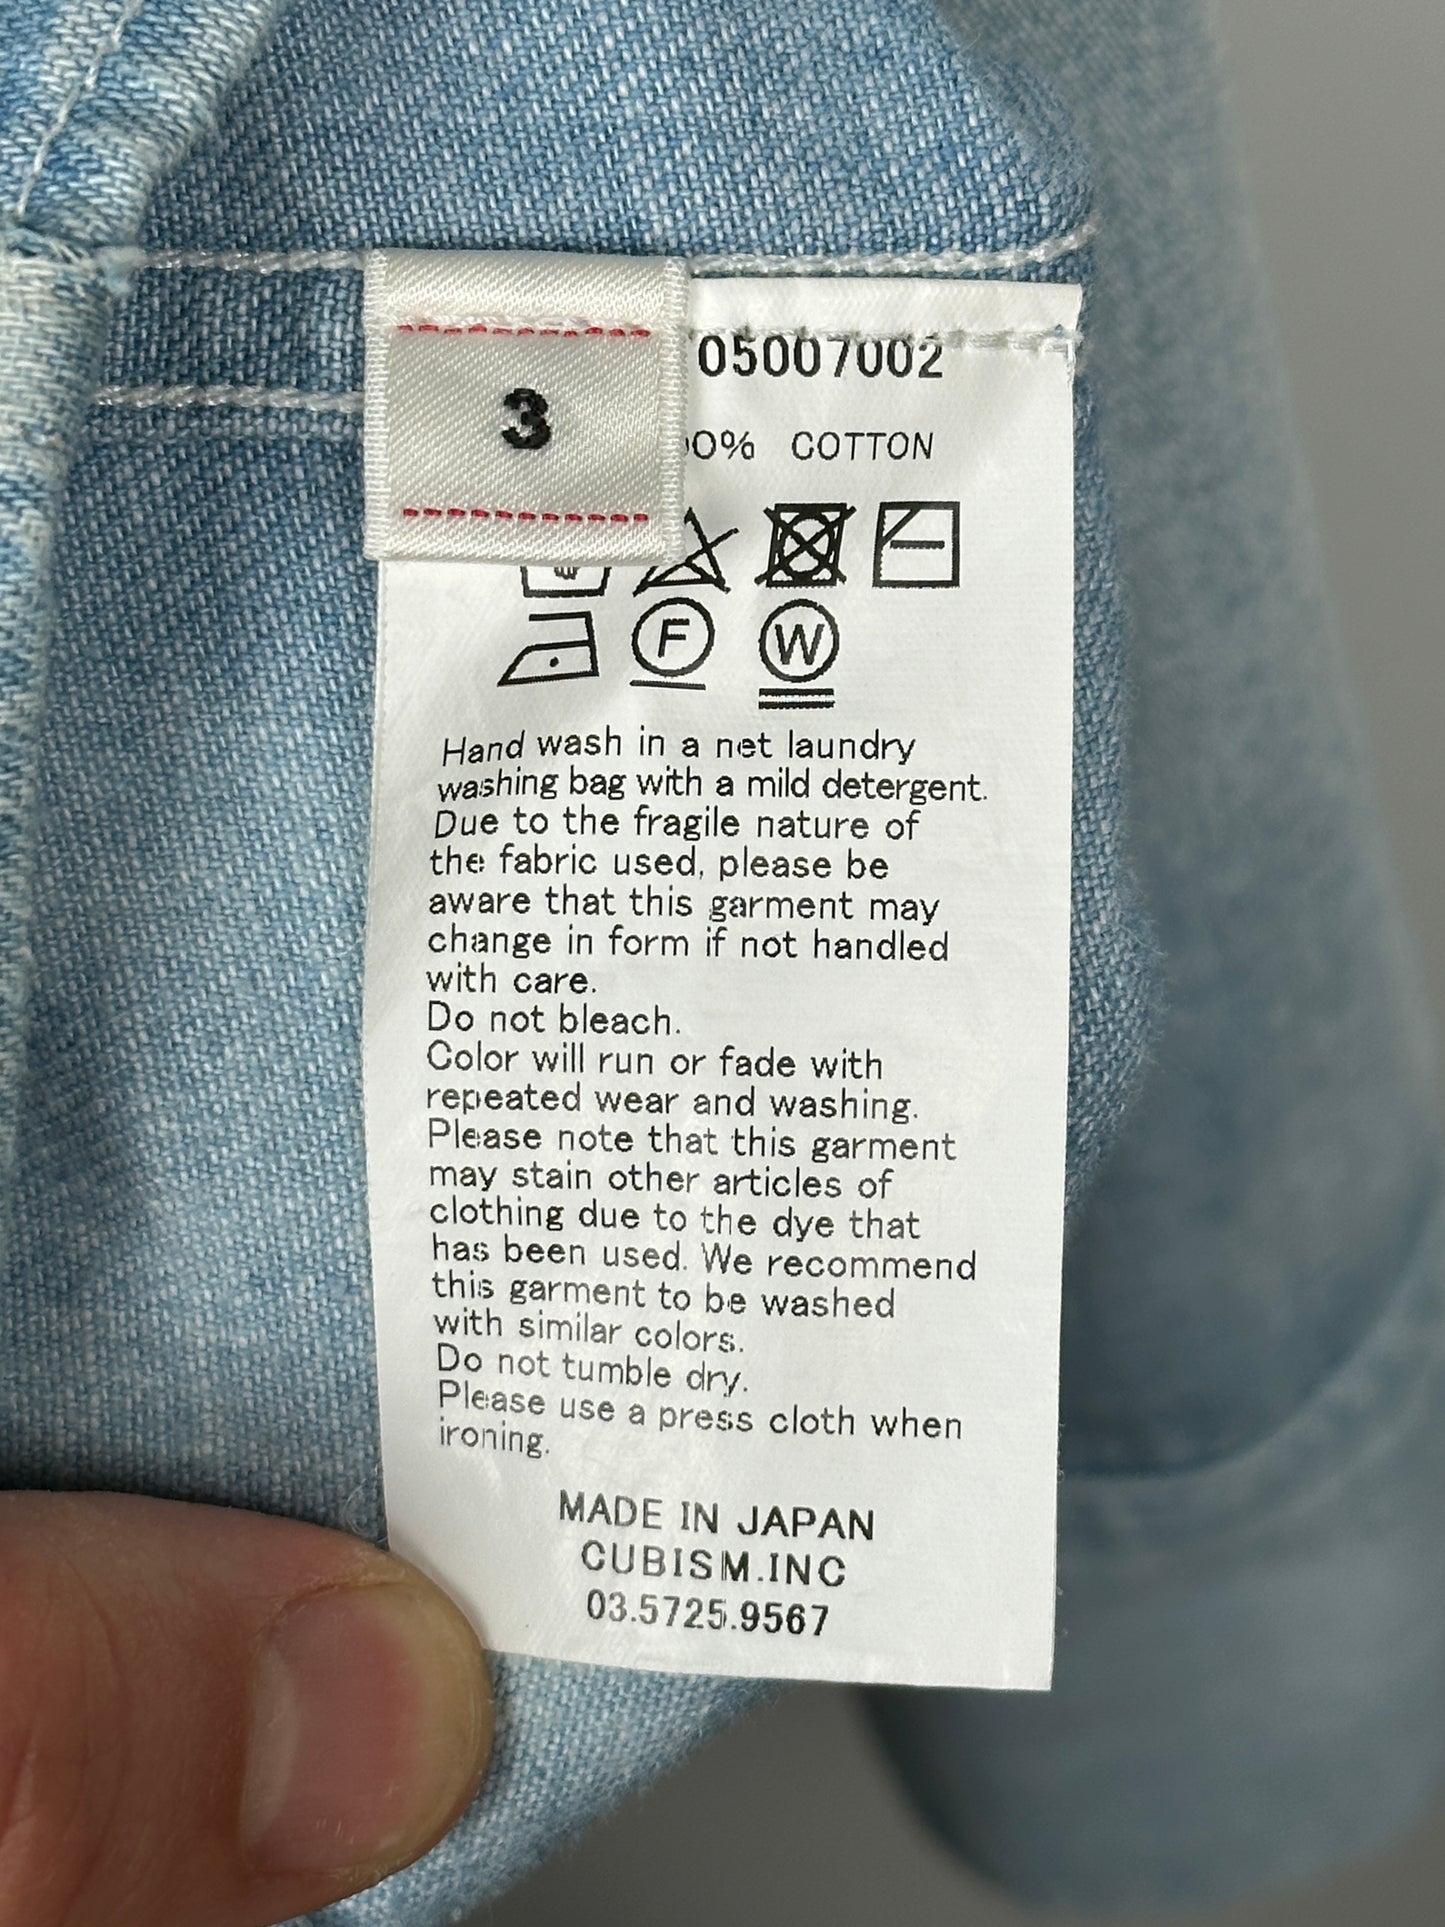 05007002
3
0% COTTON
F W
Hand wash in a net laundry
washing bag with a mild detergent.
Due to the fragile nature of
the fabric used, please be
aware that this garment may
change in form if not handled
with care.
Do not bleach.
Color will run or fade with
repeated wear and washing.
Please note that this garment
may stain other articles of
clothing due to the dye that
has been used. We recommend
this garment to be washed
with similar colors.
Do not tumble dry.
Please use a press cloth when
ironing.
MADE IN JAPAN
CUBISM.INC
03.5725.9567